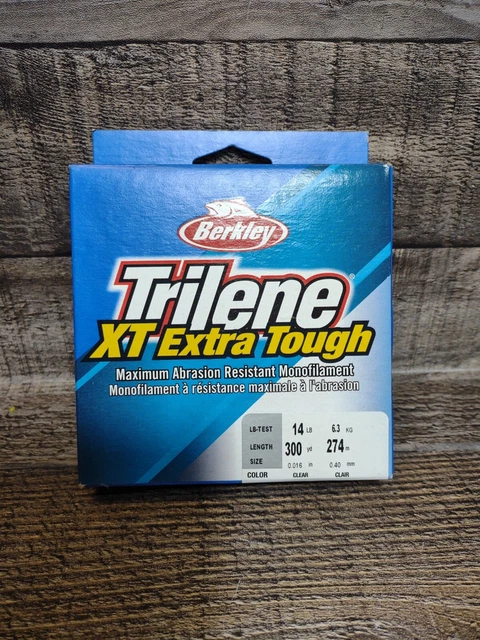 Berkley
Trilene®
XT Extra Tough
Maximum Abrasion Resistant Monofilament
Monofilament à résistance maximale à l'abrasion
LB-TEST 14 LB 6.3 KG
LENGTH 300 yd 274 m
SIZE 0.016 in 0.40 mm
COLOR CLEAR CLAIR